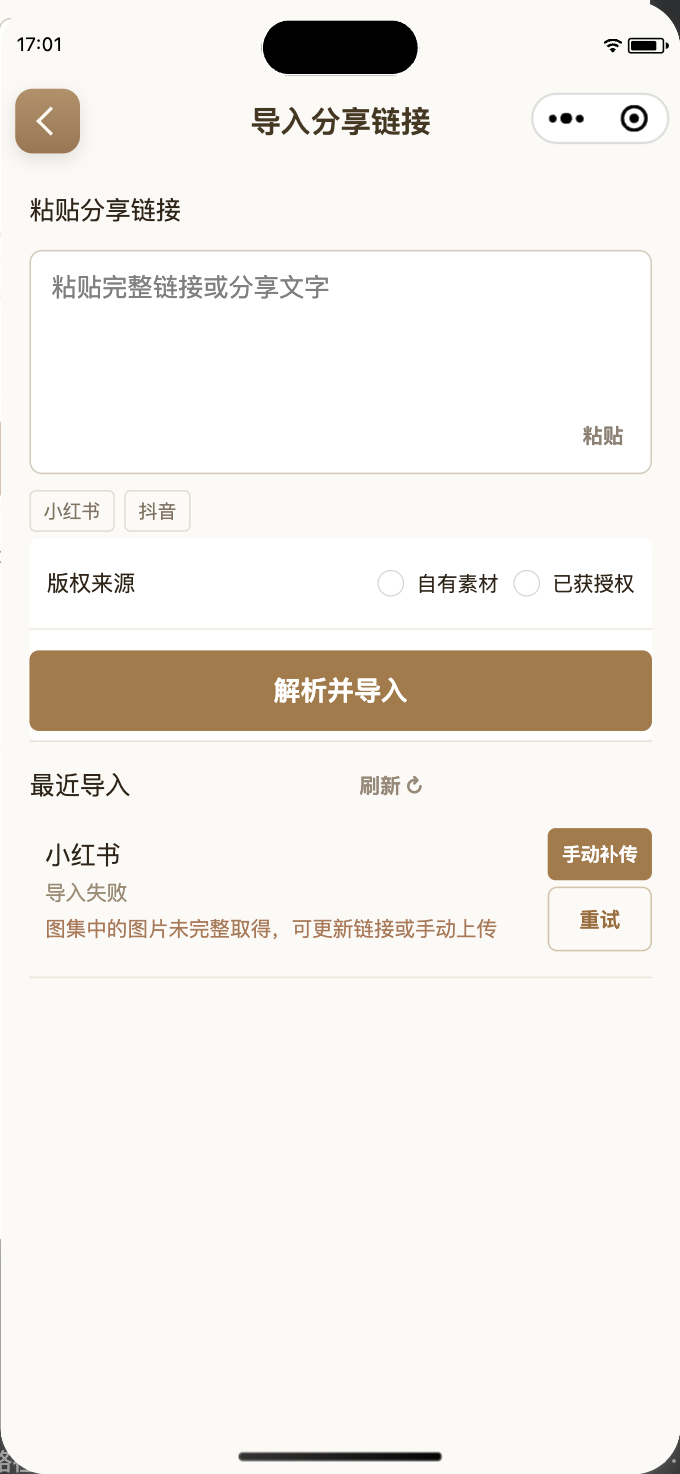 17:01
导入分享链接
粘贴分享链接
粘贴完整链接或分享文字
粘贴
小红书 抖音
版权来源 自有素材 已获授权
解析并导入
最近导入 刷新
小红书
手动补传
导入失败
图集中的图片未完整取得，可更新链接或手动上传
重试